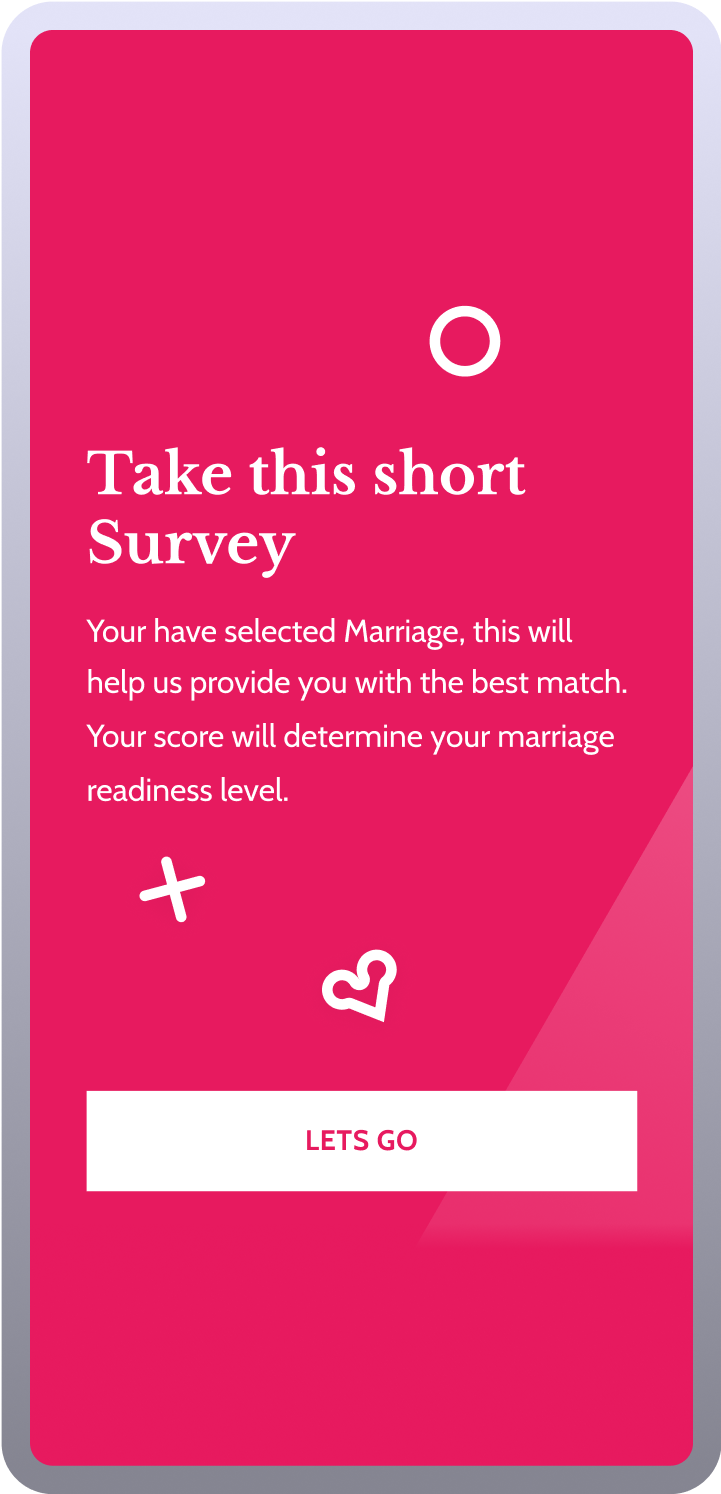 Take this short
Survey
Your have selected Marriage, this will
help us provide you with the best match.
Your score will determine your marriage
readiness level.
LETS GO